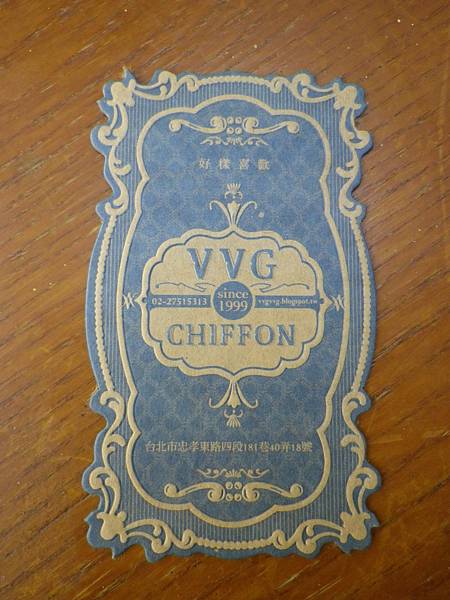 好樣喜歡
VVG
02-27515313 since 1999 vvgvvg.blogspot.tw
CHIFFON
台北市忠孝東路四段181巷40弄18號